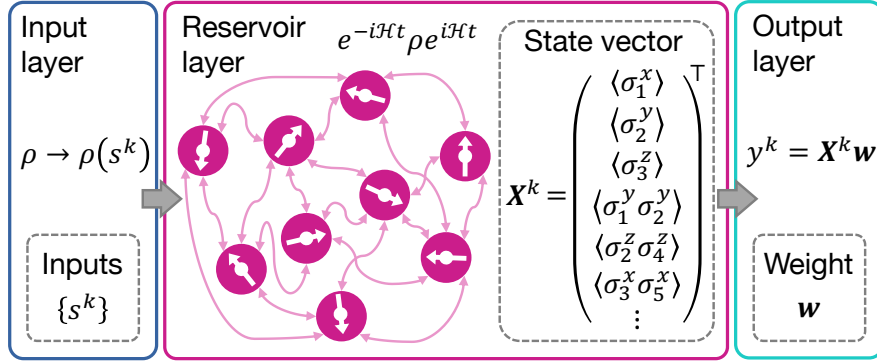 Input
layer
ρ → ρ(s^k)
Inputs
{s^k}
Reservoir
layer
e^{-iℋt}ρe^{iℋt}
State vector
X^k = (
⟨σ_1^x⟩
⟨σ_2^y⟩
⟨σ_3^z⟩
⟨σ_1^y σ_2^y⟩
⟨σ_2^z σ_4^z⟩
⟨σ_3^x σ_5^x⟩
⋮
)^⊤
Output
layer
y^k = X^k w
Weight
w